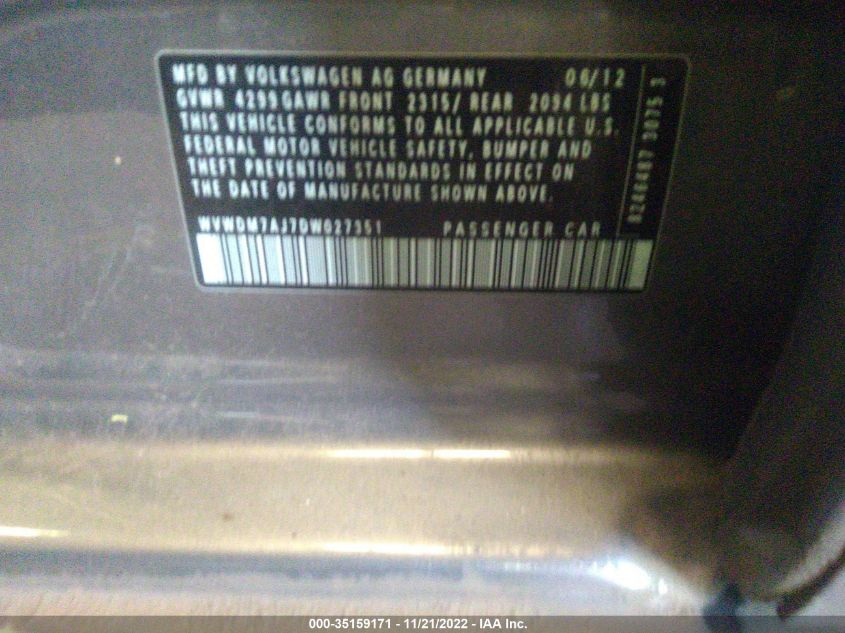 MFD BY VOLKSWAGEN AG GERMANY 06/12
GVWR 4299 GAWR FRONT 2315/ REAR 2094 LBS
THIS VEHICLE CONFORMS TO ALL APPLICABLE U.S.
FEDERAL MOTOR VEHICLE SAFETY, BUMPER AND
THEFT PREVENTION STANDARDS IN EFFECT ON
THE DATE OF MANUFACTURE SHOWN ABOVE.
WVWDM7AJ7DW027351 PASSENGER CAR
3075 3
000-35159171 - 11/21/2022 - IAA Inc.